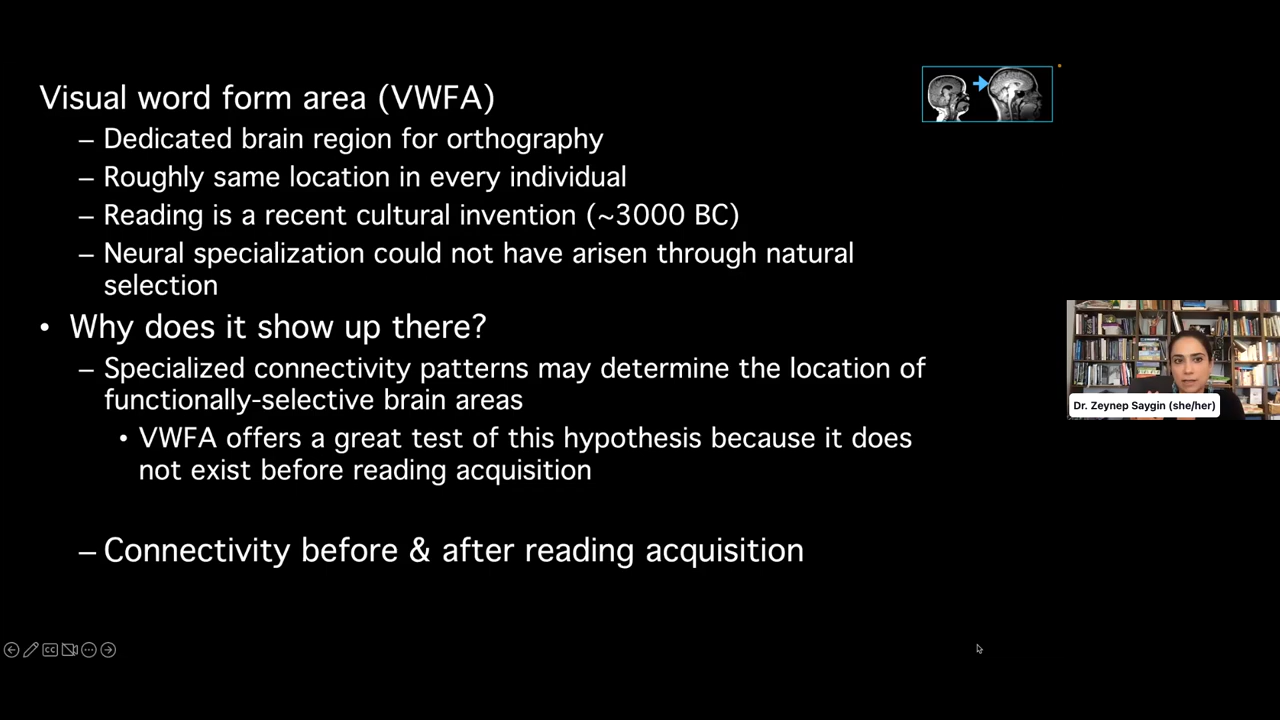 Visual word form area (VWFA)
– Dedicated brain region for orthography
– Roughly same location in every individual
– Reading is a recent cultural invention (~3000 BC)
– Neural specialization could not have arisen through natural
selection
• Why does it show up there?
– Specialized connectivity patterns may determine the location of
functionally-selective brain areas
• VWFA offers a great test of this hypothesis because it does
not exist before reading acquisition
– Connectivity before & after reading acquisition
Dr. Zeynep Saygin (she/her)
CC